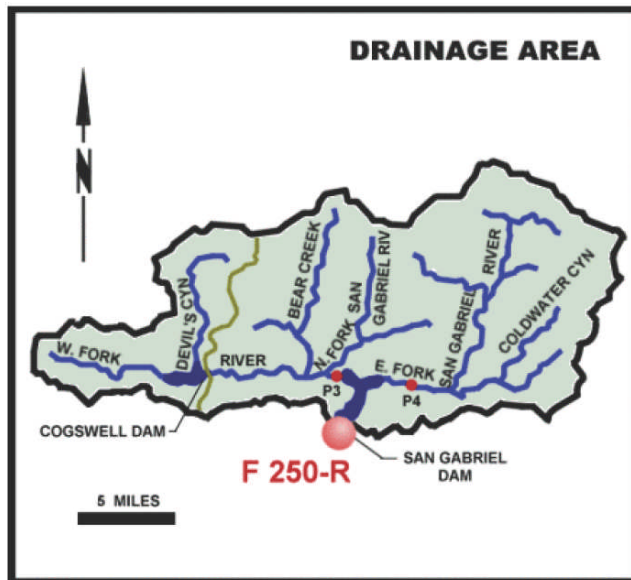 DRAINAGE AREA
N
DEVIL'S CYN
BEAR CREEK
N. FORK SAN
GABRIEL RIV
SAN GABRIEL
RIVER
COLDWATER CYN
W. FORK
RIVER
E. FORK
P3
P4
COGSWELL DAM
F 250-R
SAN GABRIEL
DAM
5 MILES